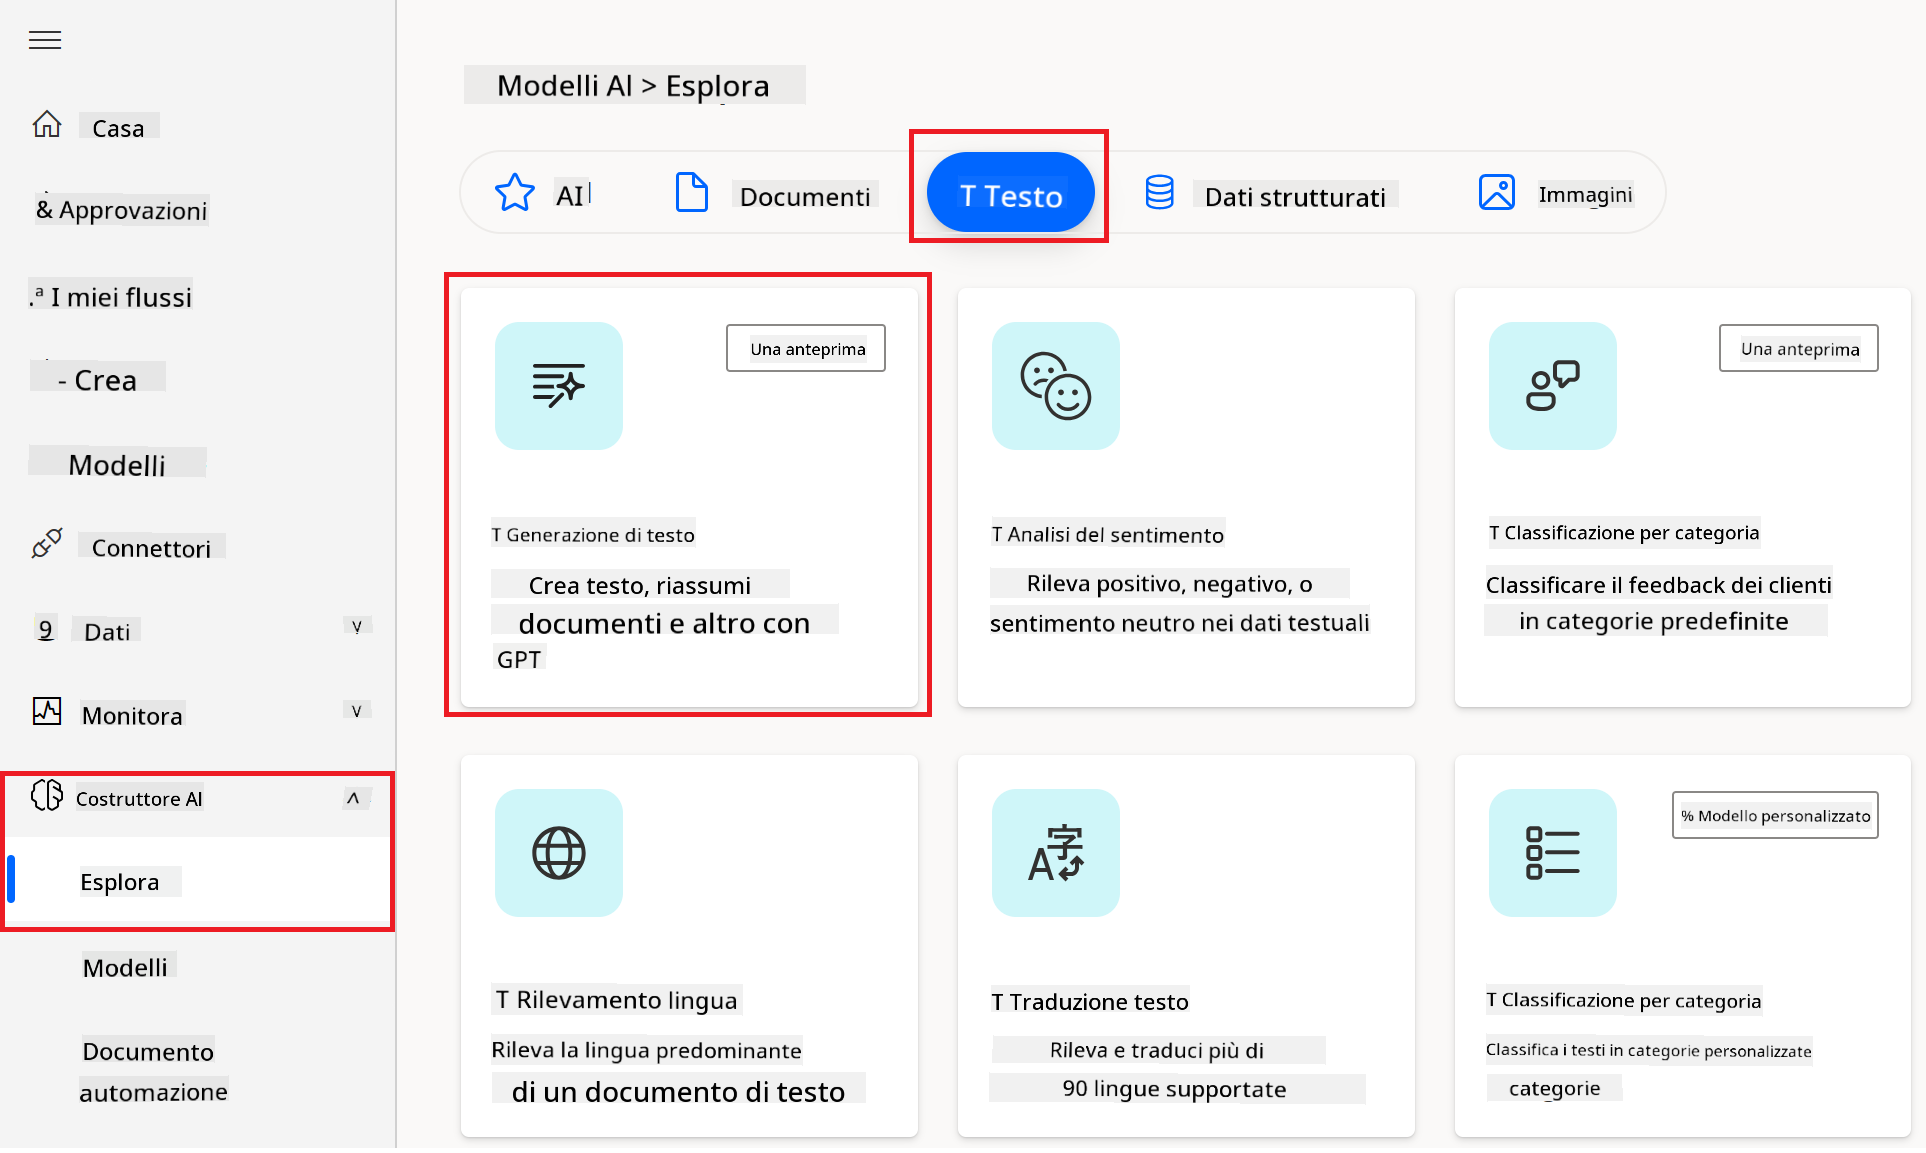 Casa
& Approvazioni
.ª I miei flussi
- Crea
Modelli
Connettori
9 Dati v
Monitora v
Costruttore AI ^
Esplora
Modelli
Documento
automazione
Modelli Al > Esplora
AI
Documenti
T Testo
Dati strutturati
Immagini
Una anteprima
T Generazione di testo
Crea testo, riassumi
documenti e altro con
GPT
T Analisi del sentimento
Rileva positivo, negativo, o
sentimento neutro nei dati testuali
Una anteprima
T Classificazione per categoria
Classificare il feedback dei clienti
in categorie predefinite
T Rilevamento lingua
Rileva la lingua predominante
di un documento di testo
T Traduzione testo
Rileva e traduci più di
90 lingue supportate
% Modello personalizzato
T Classificazione per categoria
Classifica i testi in categorie personalizzate
categorie